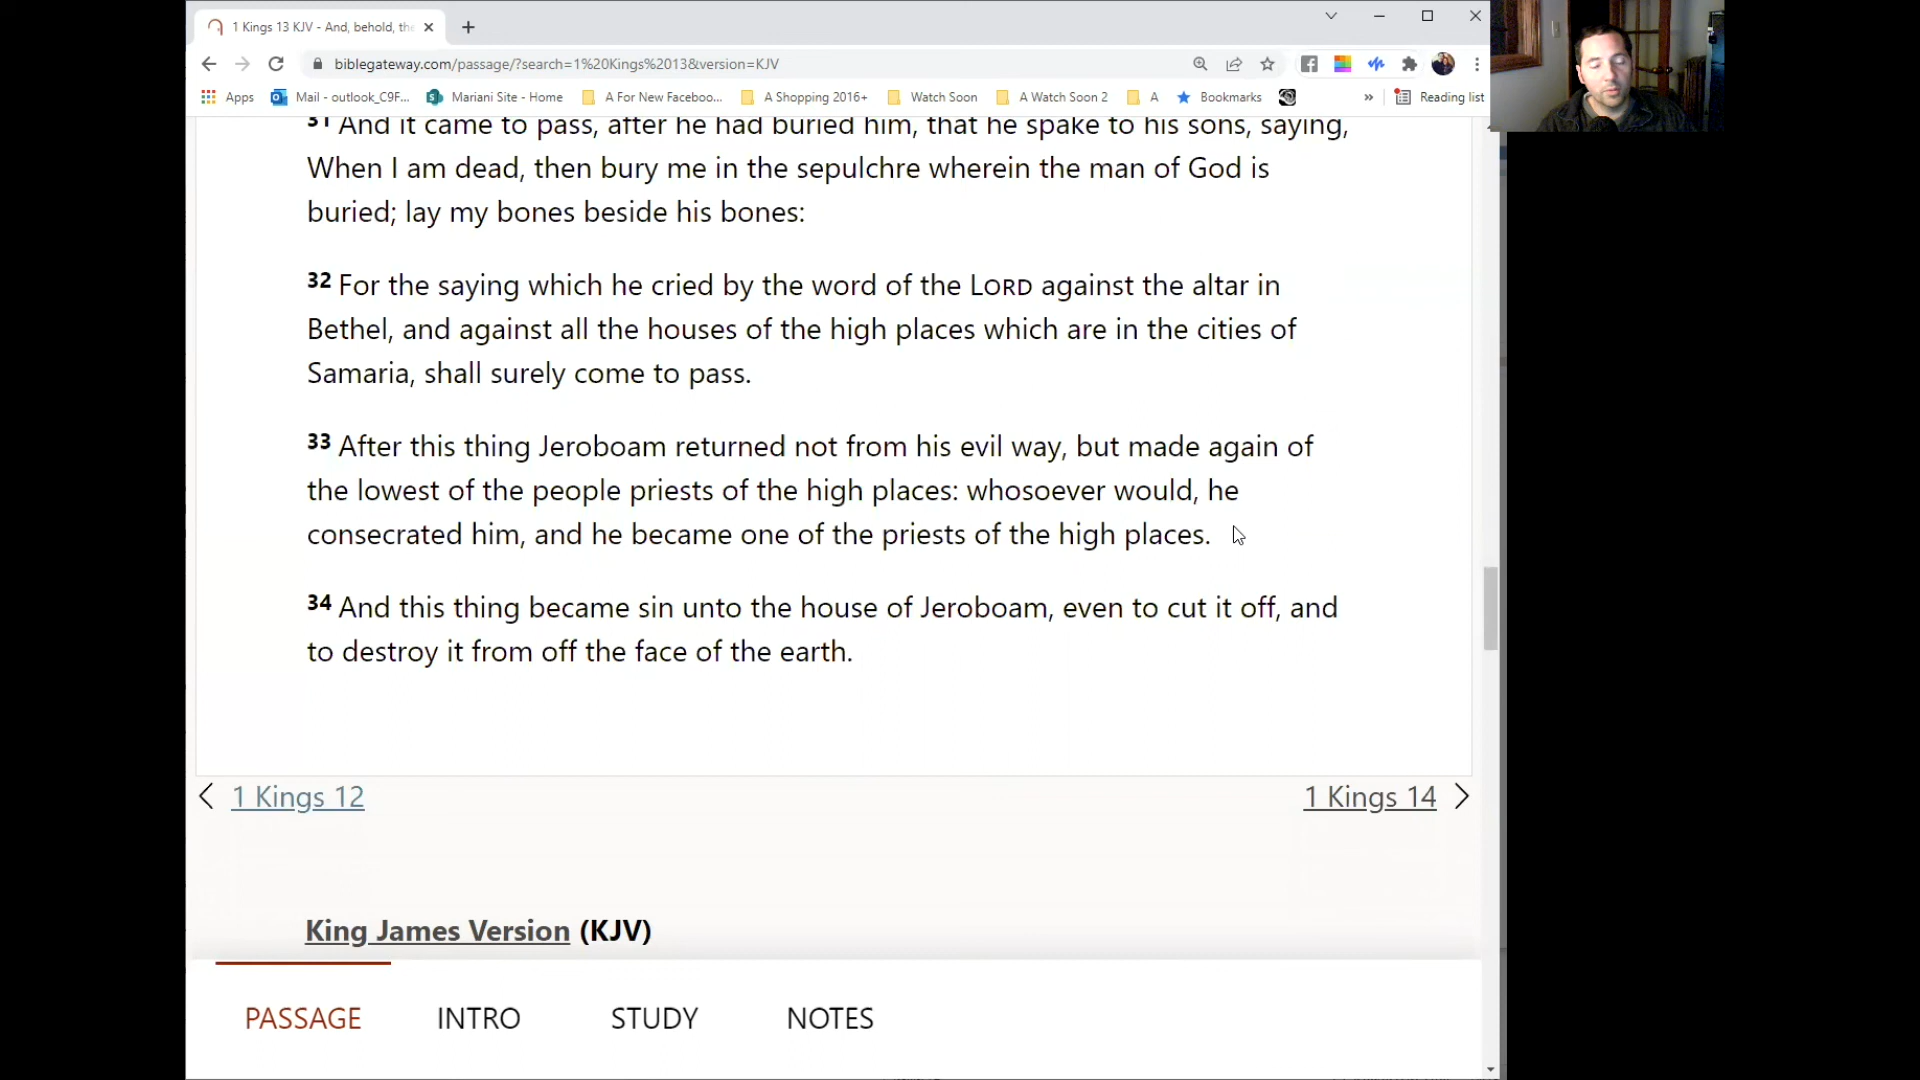 1 Kings 13 KJV - And, behold, the
biblegateway.com/passage/?search=1%20Kings%2013&version=KJV
Apps Mail - outlook_C9F... Mariani Site - Home A For New Faceboo... A Shopping 2016+ Watch Soon A Watch Soon 2 A Bookmarks » Reading list
31 And it came to pass, after he had buried him, that he spake to his sons, saying,
When I am dead, then bury me in the sepulchre wherein the man of God is
buried; lay my bones beside his bones:
32 For the saying which he cried by the word of the LORD against the altar in
Bethel, and against all the houses of the high places which are in the cities of
Samaria, shall surely come to pass.
33 After this thing Jeroboam returned not from his evil way, but made again of
the lowest of the people priests of the high places: whosoever would, he
consecrated him, and he became one of the priests of the high places.
34 And this thing became sin unto the house of Jeroboam, even to cut it off, and
to destroy it from off the face of the earth.
1 Kings 12 1 Kings 14
King James Version (KJV)
PASSAGE INTRO STUDY NOTES